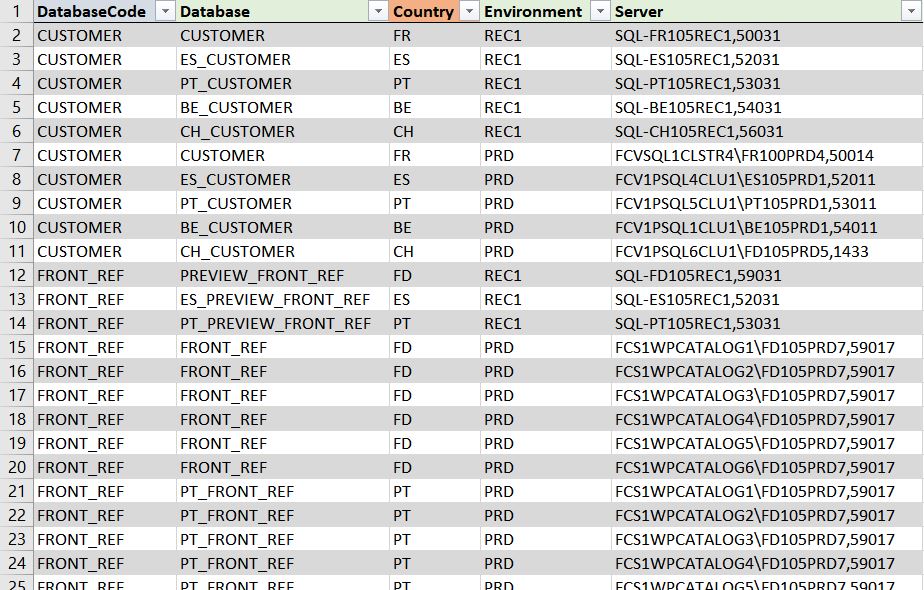 1 DatabaseCode Database Country Environment Server
2 CUSTOMER CUSTOMER FR REC1 SQL-FR105REC1,50031
3 CUSTOMER ES_CUSTOMER ES REC1 SQL-ES105REC1,52031
4 CUSTOMER PT_CUSTOMER PT REC1 SQL-PT105REC1,53031
5 CUSTOMER BE_CUSTOMER BE REC1 SQL-BE105REC1,54031
6 CUSTOMER CH_CUSTOMER CH REC1 SQL-CH105REC1,56031
7 CUSTOMER CUSTOMER FR PRD FCVSQL1CLSTR4\FR100PRD4,50014
8 CUSTOMER ES_CUSTOMER ES PRD FCV1PSQL4CLU1\ES105PRD1,52011
9 CUSTOMER PT_CUSTOMER PT PRD FCV1PSQL5CLU1\PT105PRD1,53011
10 CUSTOMER BE_CUSTOMER BE PRD FCV1PSQL1CLU1\BE105PRD1,54011
11 CUSTOMER CH_CUSTOMER CH PRD FCV1PSQL6CLU1\FD105PRD5,1433
12 FRONT_REF PREVIEW_FRONT_REF FD REC1 SQL-FD105REC1,59031
13 FRONT_REF ES_PREVIEW_FRONT_REF ES REC1 SQL-ES105REC1,52031
14 FRONT_REF PT_PREVIEW_FRONT_REF PT REC1 SQL-PT105REC1,53031
15 FRONT_REF FRONT_REF FD PRD FCS1WPCATALOG1\FD105PRD7,59017
16 FRONT_REF FRONT_REF FD PRD FCS1WPCATALOG2\FD105PRD7,59017
17 FRONT_REF FRONT_REF FD PRD FCS1WPCATALOG3\FD105PRD7,59017
18 FRONT_REF FRONT_REF FD PRD FCS1WPCATALOG4\FD105PRD7,59017
19 FRONT_REF FRONT_REF FD PRD FCS1WPCATALOG5\FD105PRD7,59017
20 FRONT_REF FRONT_REF FD PRD FCS1WPCATALOG6\FD105PRD7,59017
21 FRONT_REF PT_FRONT_REF PT PRD FCS1WPCATALOG1\FD105PRD7,59017
22 FRONT_REF PT_FRONT_REF PT PRD FCS1WPCATALOG2\FD105PRD7,59017
23 FRONT_REF PT_FRONT_REF PT PRD FCS1WPCATALOG3\FD105PRD7,59017
24 FRONT_REF PT_FRONT_REF PT PRD FCS1WPCATALOG4\FD105PRD7,59017
25 FRONT_REF PT_FRONT_REF PT PRD FCS1WPCATALOG5\FD105PRD7,59017